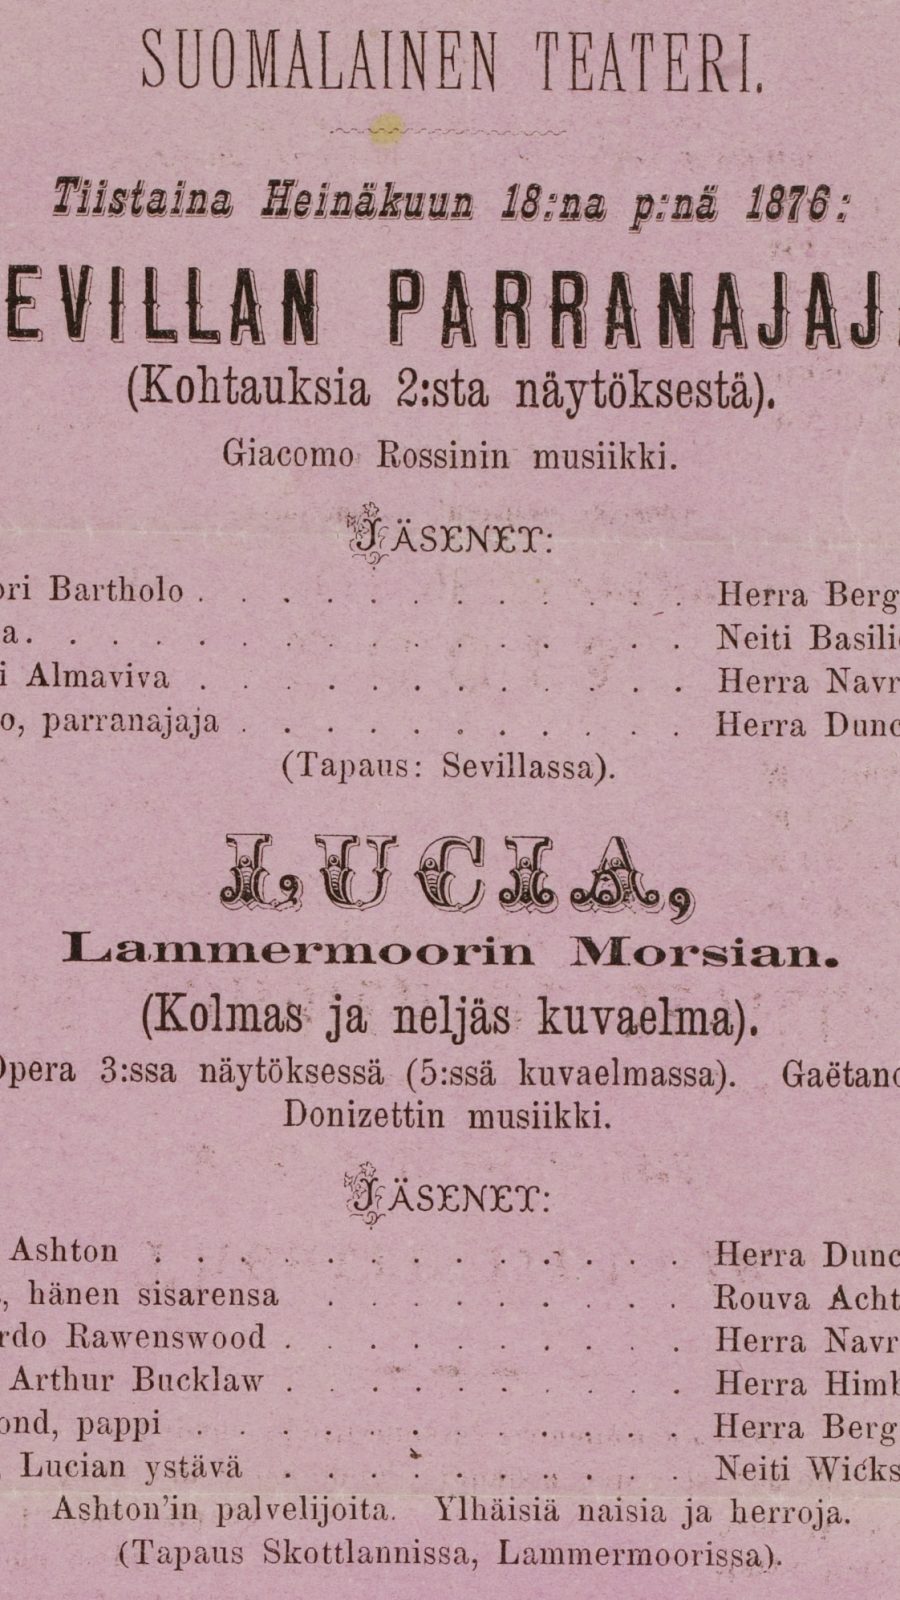 SUOMALAINEN TEATERI.
Tiistaina Heinäkuun 18:na p:nä 1876:
EVILLAN PARRANAJAJ
(Kohtauksia 2:sta näytöksestä).
Giacomo Rossinin musiikki.
JÄSENET:
ori Bartholo . . . . . . . . . . . . Herra Berg
a. . . . . . . . . . . . . . . Neiti Basili
i Almaviva . . . . . . . . . . . . Herra Navr
o, parranajaja . . . . . . . . . . . Herra Dunc
(Tapaus: Sevillassa).
LUCIA,
Lammermoorin Morsian.
(Kolmas ja neljäs kuvaelma).
Opera 3:ssa näytöksessä (5:ssä kuvaelmassa). Gaëtano
Donizettin musiikki.
JÄSENET:
Ashton . . . . . . . . . . . . . Herra Dunc
, hänen sisarensa . . . . . . . . . Rouva Acht
rdo Rawenswood . . . . . . . . . . Herra Navr
Arthur Bucklaw . . . . . . . . . . Herra Himb
ond, pappi . . . . . . . . . . . . Herra Berg
, Lucian ystävä . . . . . . . . . . Neiti Wicks
Ashton'in palvelijoita. Ylhäisiä naisia ja herroja.
(Tapaus Skottlannissa, Lammermoorissa).